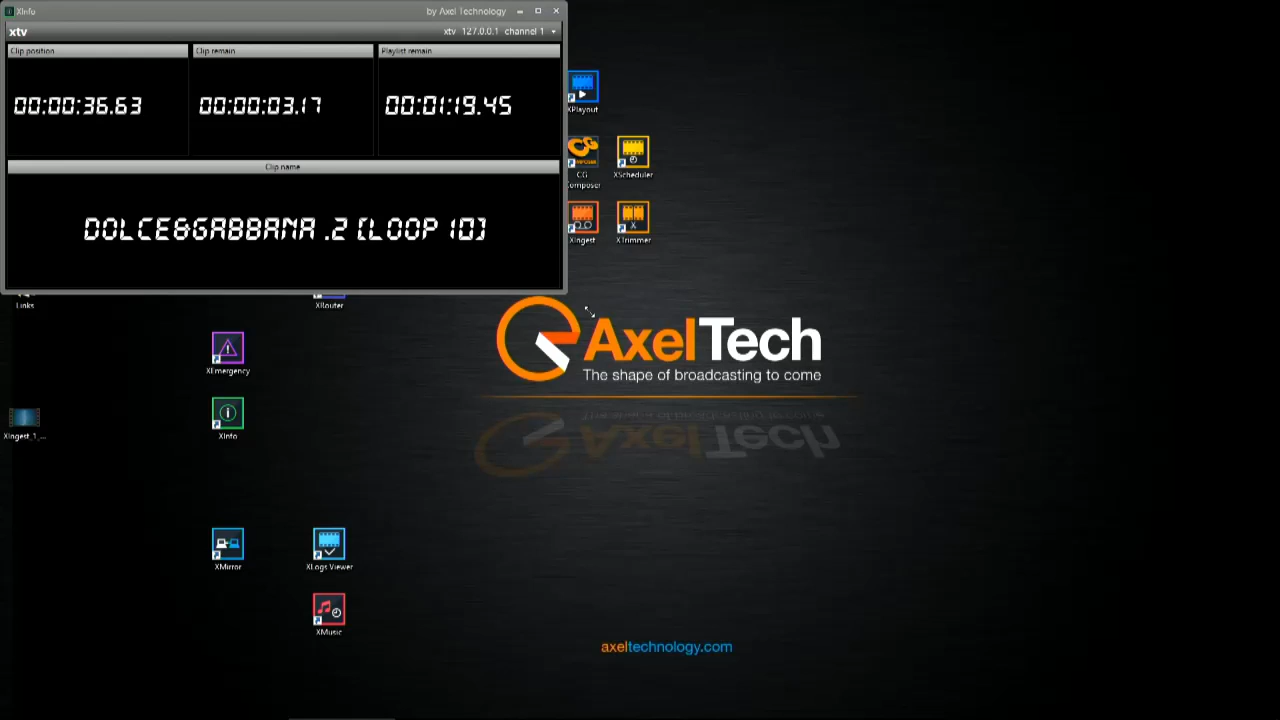 XInfo
by Axel Technology
xtv
xtv 127.0.0.1 channel 1
Clip position
Clip remain
Playlist remain
00:00:36.63
00:00:03.17
00:01:19.45
Clip name
DOLCE&GABBANA .2 [LOOP 10]
XPlayout
CG
Composer
XScheduler
XIngest
XTrimmer
Links
XRouter
XEmergency
XIngest_1_...
XInfo
AxelTech
The shape of broadcasting to come
XMirror
XLogs Viewer
XMusic
axeltechnology.com